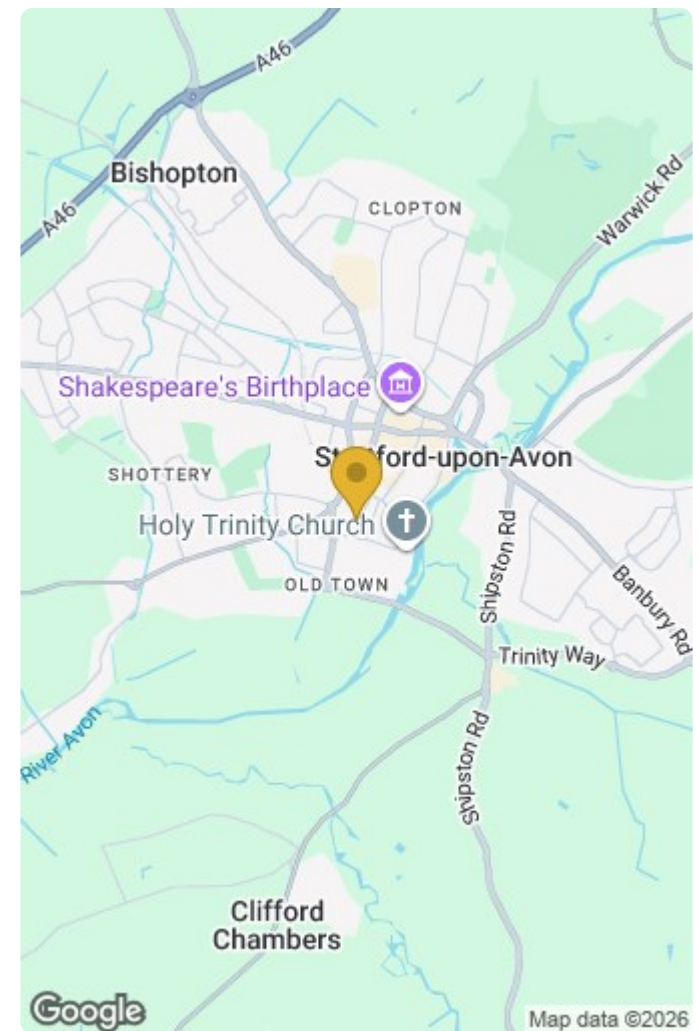 A46
Bishopton
A46
CLOPTON
Warwick Rd
Shakespeare's Birthplace
SHOTTERY
Holy Trinity Church
OLD TOWN
Shipston Rd
Banbury Rd
Trinity Way
River Avon
Shipston Rd
Clifford
Chambers
Google
Map data ©2026